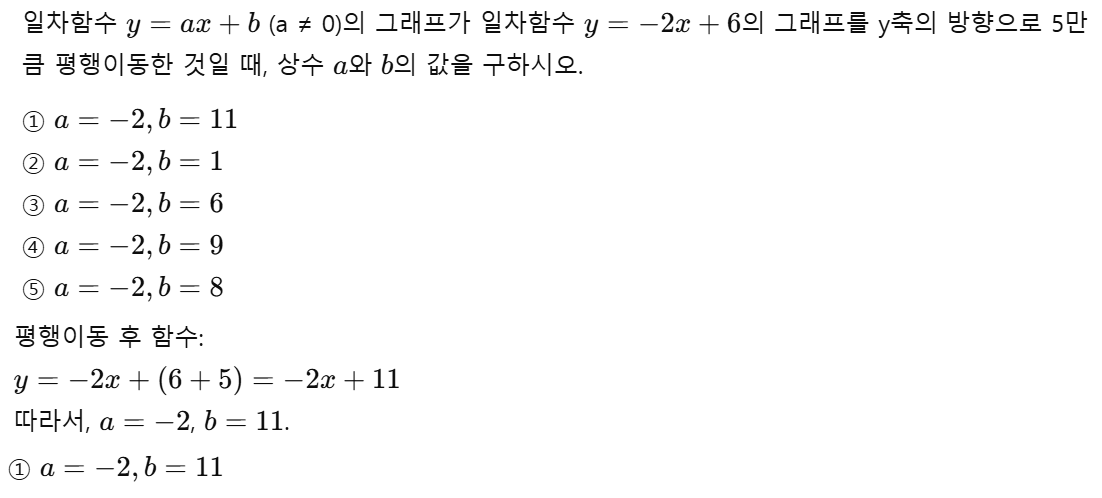 일차함수 y = ax + b (a ≠ 0)의 그래프가 일차함수 y = −2x + 6의 그래프를 y축의 방향으로 5만
큼 평행이동한 것일 때, 상수 a와 b의 값을 구하시오.
① a = −2, b = 11
② a = −2, b = 1
③ a = −2, b = 6
④ a = −2, b = 9
⑤ a = −2, b = 8
평행이동 후 함수:
y = −2x + (6 + 5) = −2x + 11
따라서, a = −2, b = 11.
① a = −2, b = 11